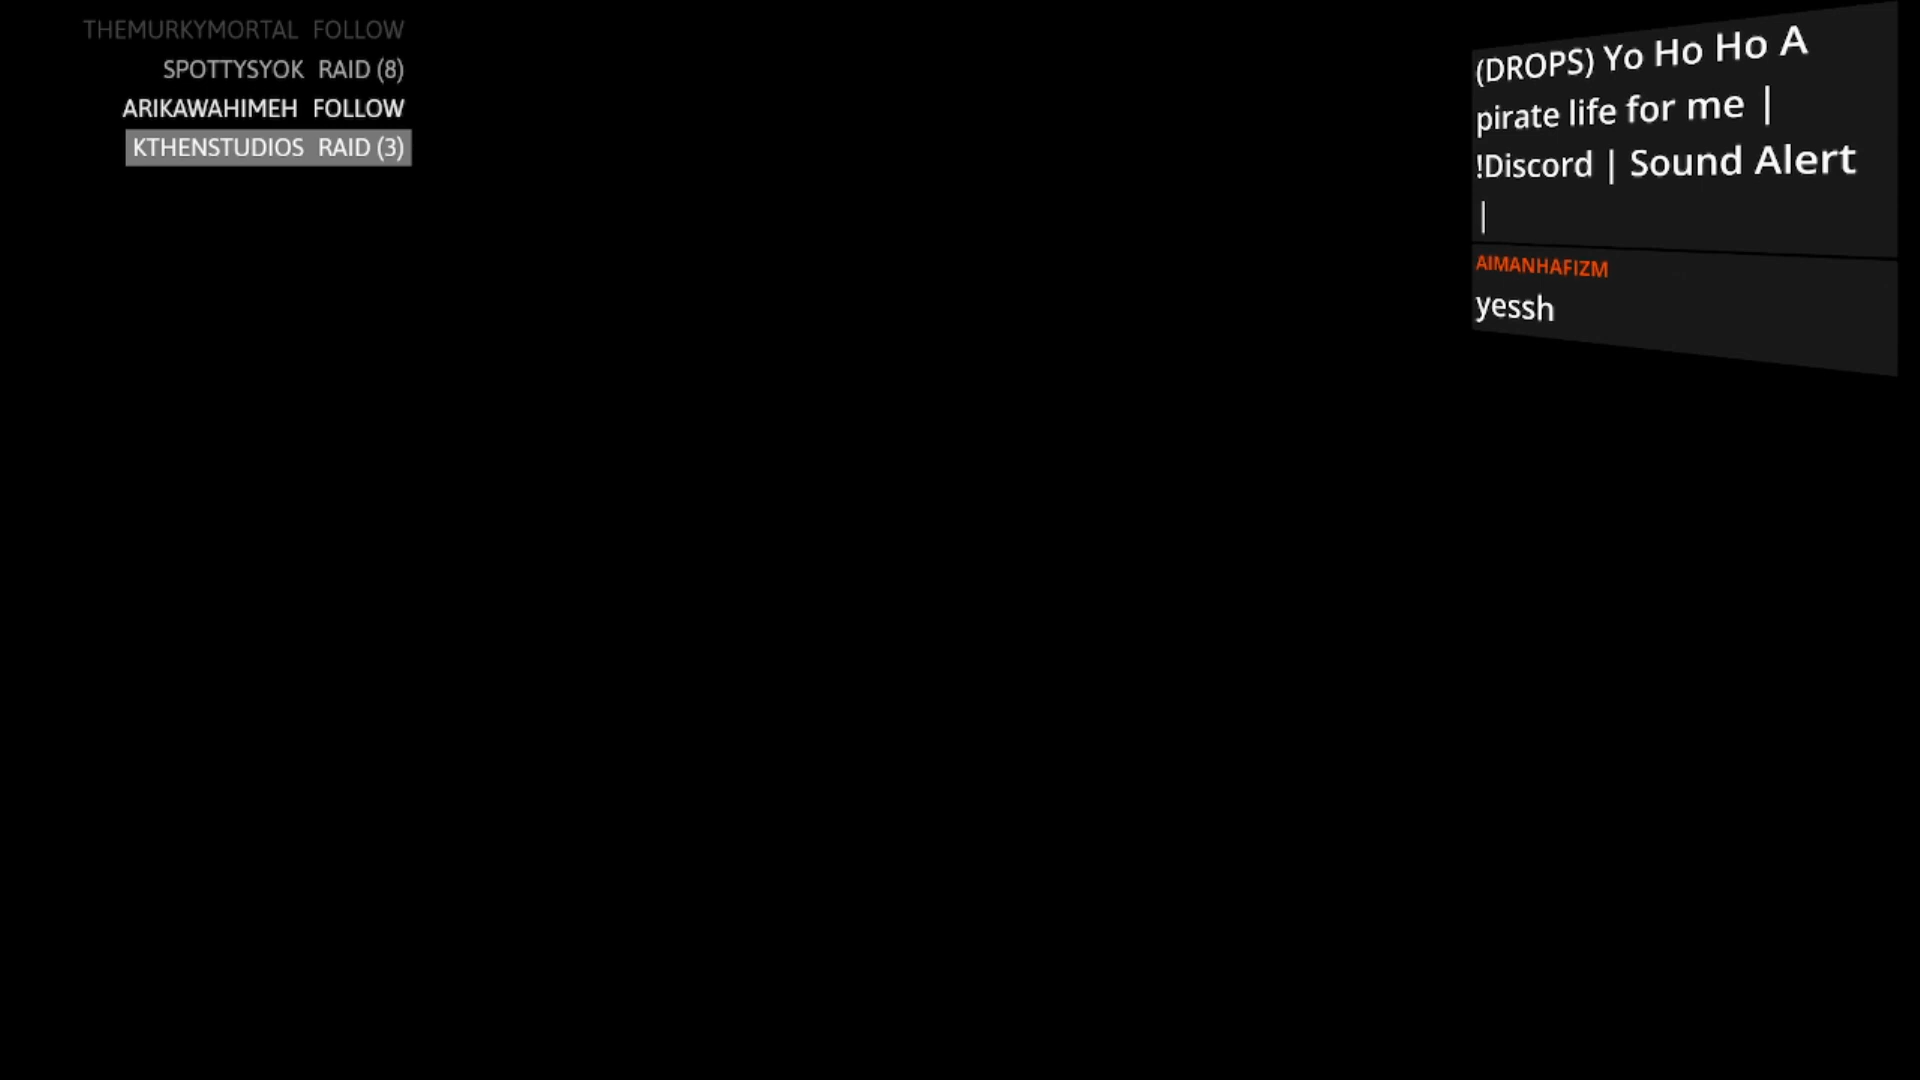 THEMURKYMORTAL FOLLOW
SPOTTYSYOK RAID (8)
ARIKAWAHIMEH FOLLOW
KTHENSTUDIOS RAID (3)
(DROPS) Yo Ho Ho A
pirate life for me |
!Discord | Sound Alert
|
AIMANHAFIZM
yessh